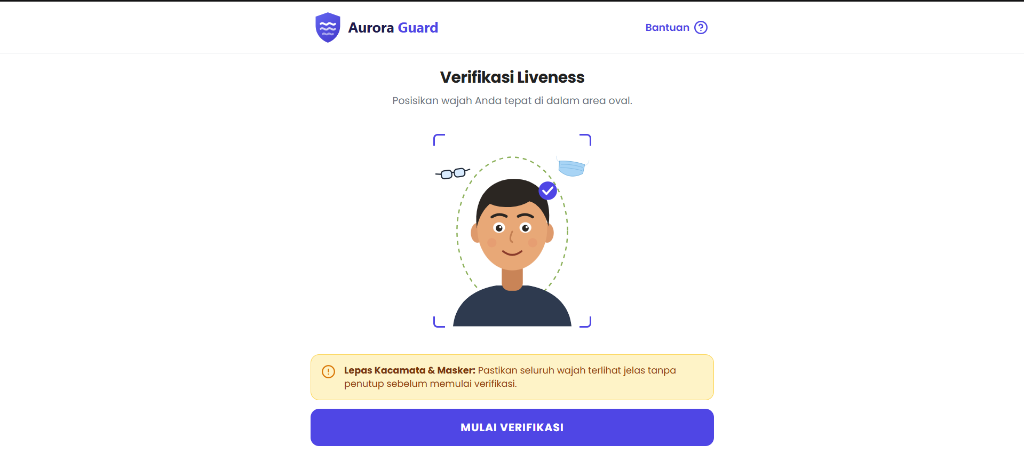 Aurora Guard
Bantuan
Verifikasi Liveness
Posisikan wajah Anda tepat di dalam area oval.
Lepas Kacamata & Masker: Pastikan seluruh wajah terlihat jelas tanpa
penutup sebelum memulai verifikasi.
MULAI VERIFIKASI